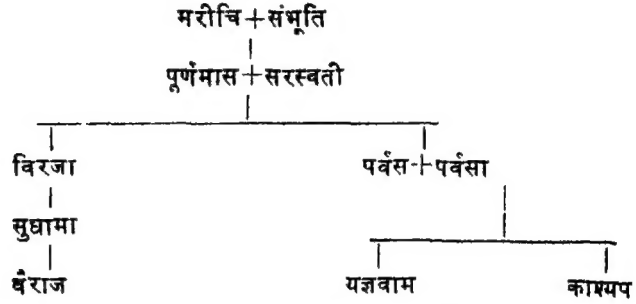 मरीचि + संभूति
पूर्णमास + सरस्वती
विरजा पर्वस + पर्वसा
सुधामा
वैराज यज्ञवाम काश्यप